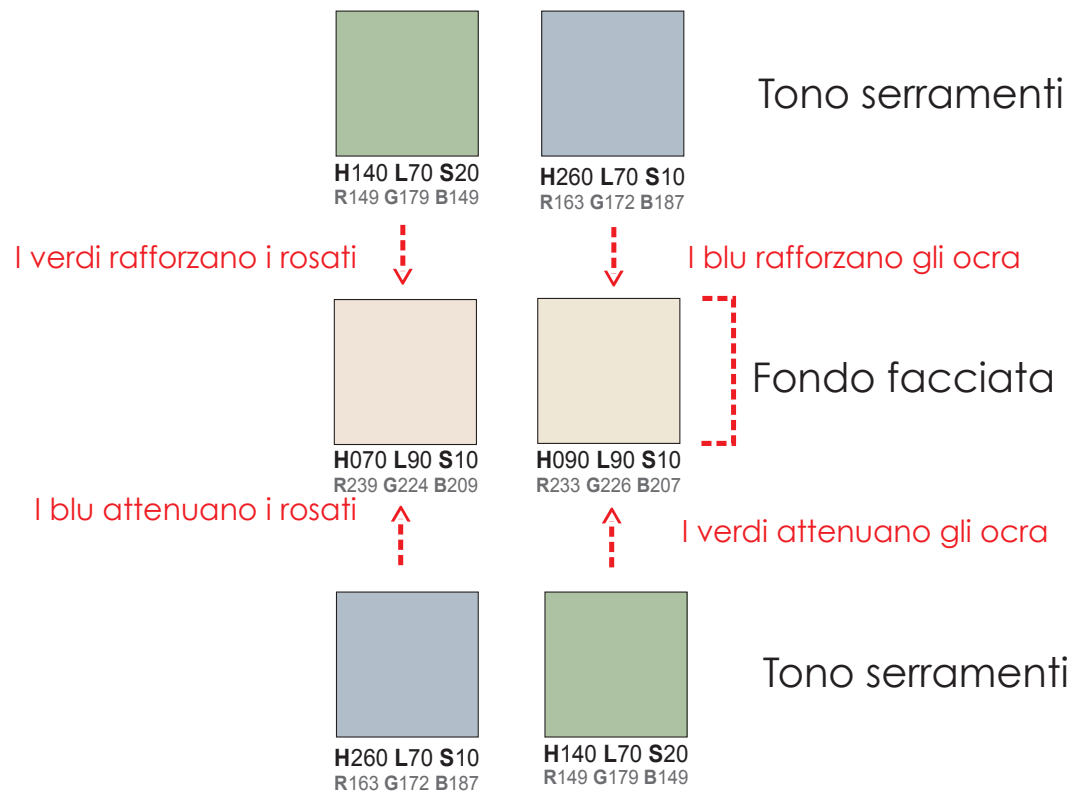 Tono serramenti
H140 L70 S20
R149 G179 B149
H260 L70 S10
R163 G172 B187
I verdi rafforzano i rosati
I blu rafforzano gli ocra
Fondo facciata
H070 L90 S10
R239 G224 B209
H090 L90 S10
R233 G226 B207
I blu attenuano i rosati
I verdi attenuano gli ocra
Tono serramenti
H260 L70 S10
R163 G172 B187
H140 L70 S20
R149 G179 B149